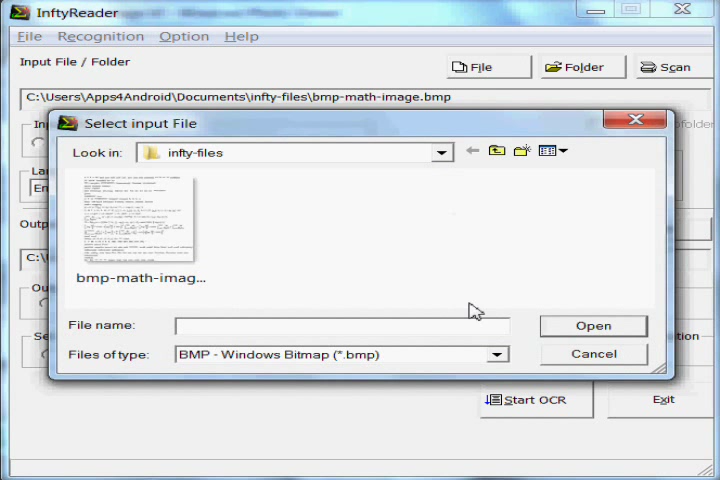 InftyReader
File Recognition Option Help
Input File / Folder
File
Folder
Scan
C:\Users\Apps4Android\Documents\infty-files\bmp-math-image.bmp
Select input File
Look in:
infty-files
bmp-math-imag...
File name:
Open
Files of type:
BMP - Windows Bitmap (*.bmp)
Cancel
Start OCR
Exit